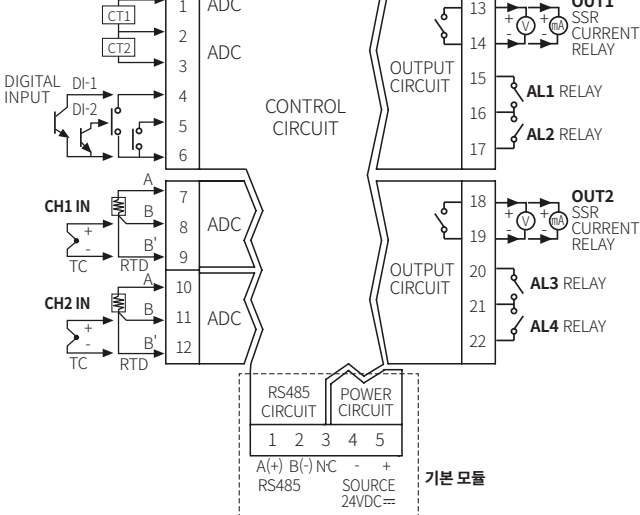 1 ADC
CT1
2
CT2
ADC
3
DIGITAL
INPUT
DI-1
DI-2
4
5
6
CONTROL
CIRCUIT
OUT1
13
+ V + mA SSR
- - CURRENT
14 RELAY
OUTPUT
CIRCUIT
15
AL1 RELAY
16
AL2 RELAY
17
CH1 IN
A
7
B
8
ADC
B'
9
+
-
TC RTD
CH2 IN
A
10
B
11
ADC
B'
12
+
-
TC RTD
18 OUT2
+ V + mA SSR
- - CURRENT
19 RELAY
OUTPUT
CIRCUIT
20
AL3 RELAY
21
AL4 RELAY
22
RS485
CIRCUIT
POWER
CIRCUIT
1 2 3 4 5
A(+) B(-) N·C - +
RS485
SOURCE
24VDC⎓
기본 모듈